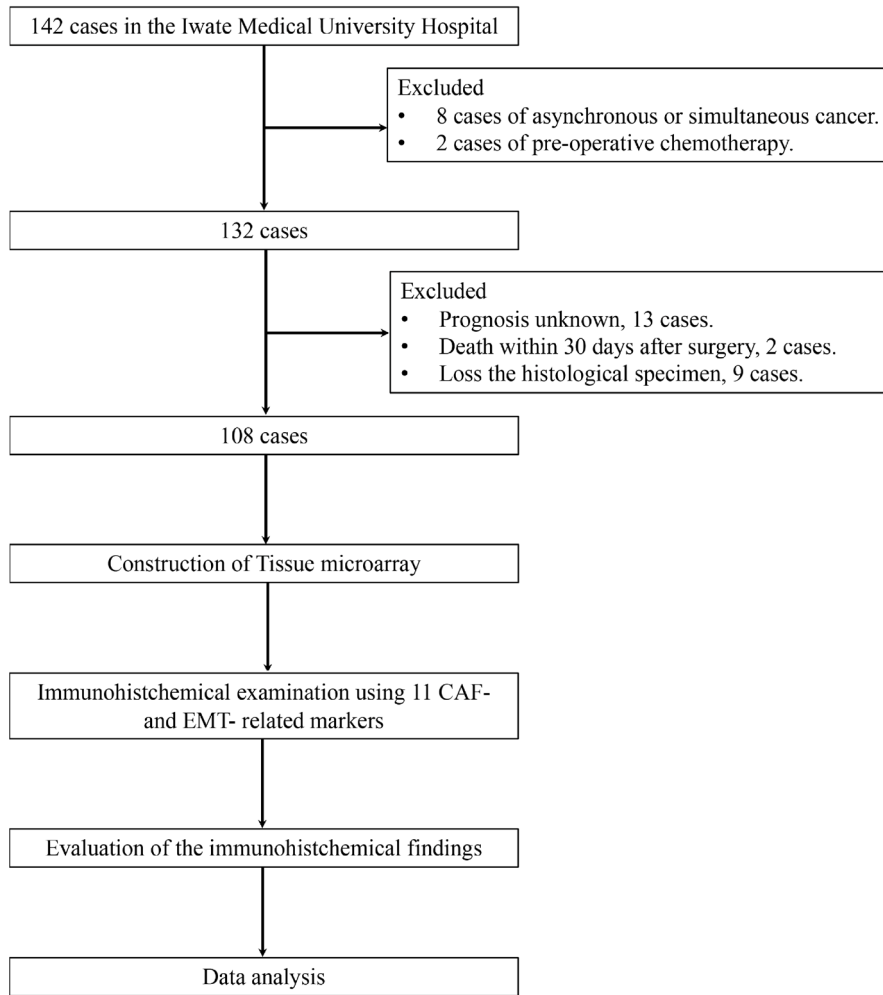 142 cases in the Iwate Medical University Hospital
Excluded
• 8 cases of asynchronous or simultaneous cancer.
• 2 cases of pre-operative chemotherapy.
132 cases
Excluded
• Prognosis unknown, 13 cases.
• Death within 30 days after surgery, 2 cases.
• Loss the histological specimen, 9 cases.
108 cases
Construction of Tissue microarray
Immunohistchemical examination using 11 CAF-
and EMT- related markers
Evaluation of the immunohistchemical findings
Data analysis